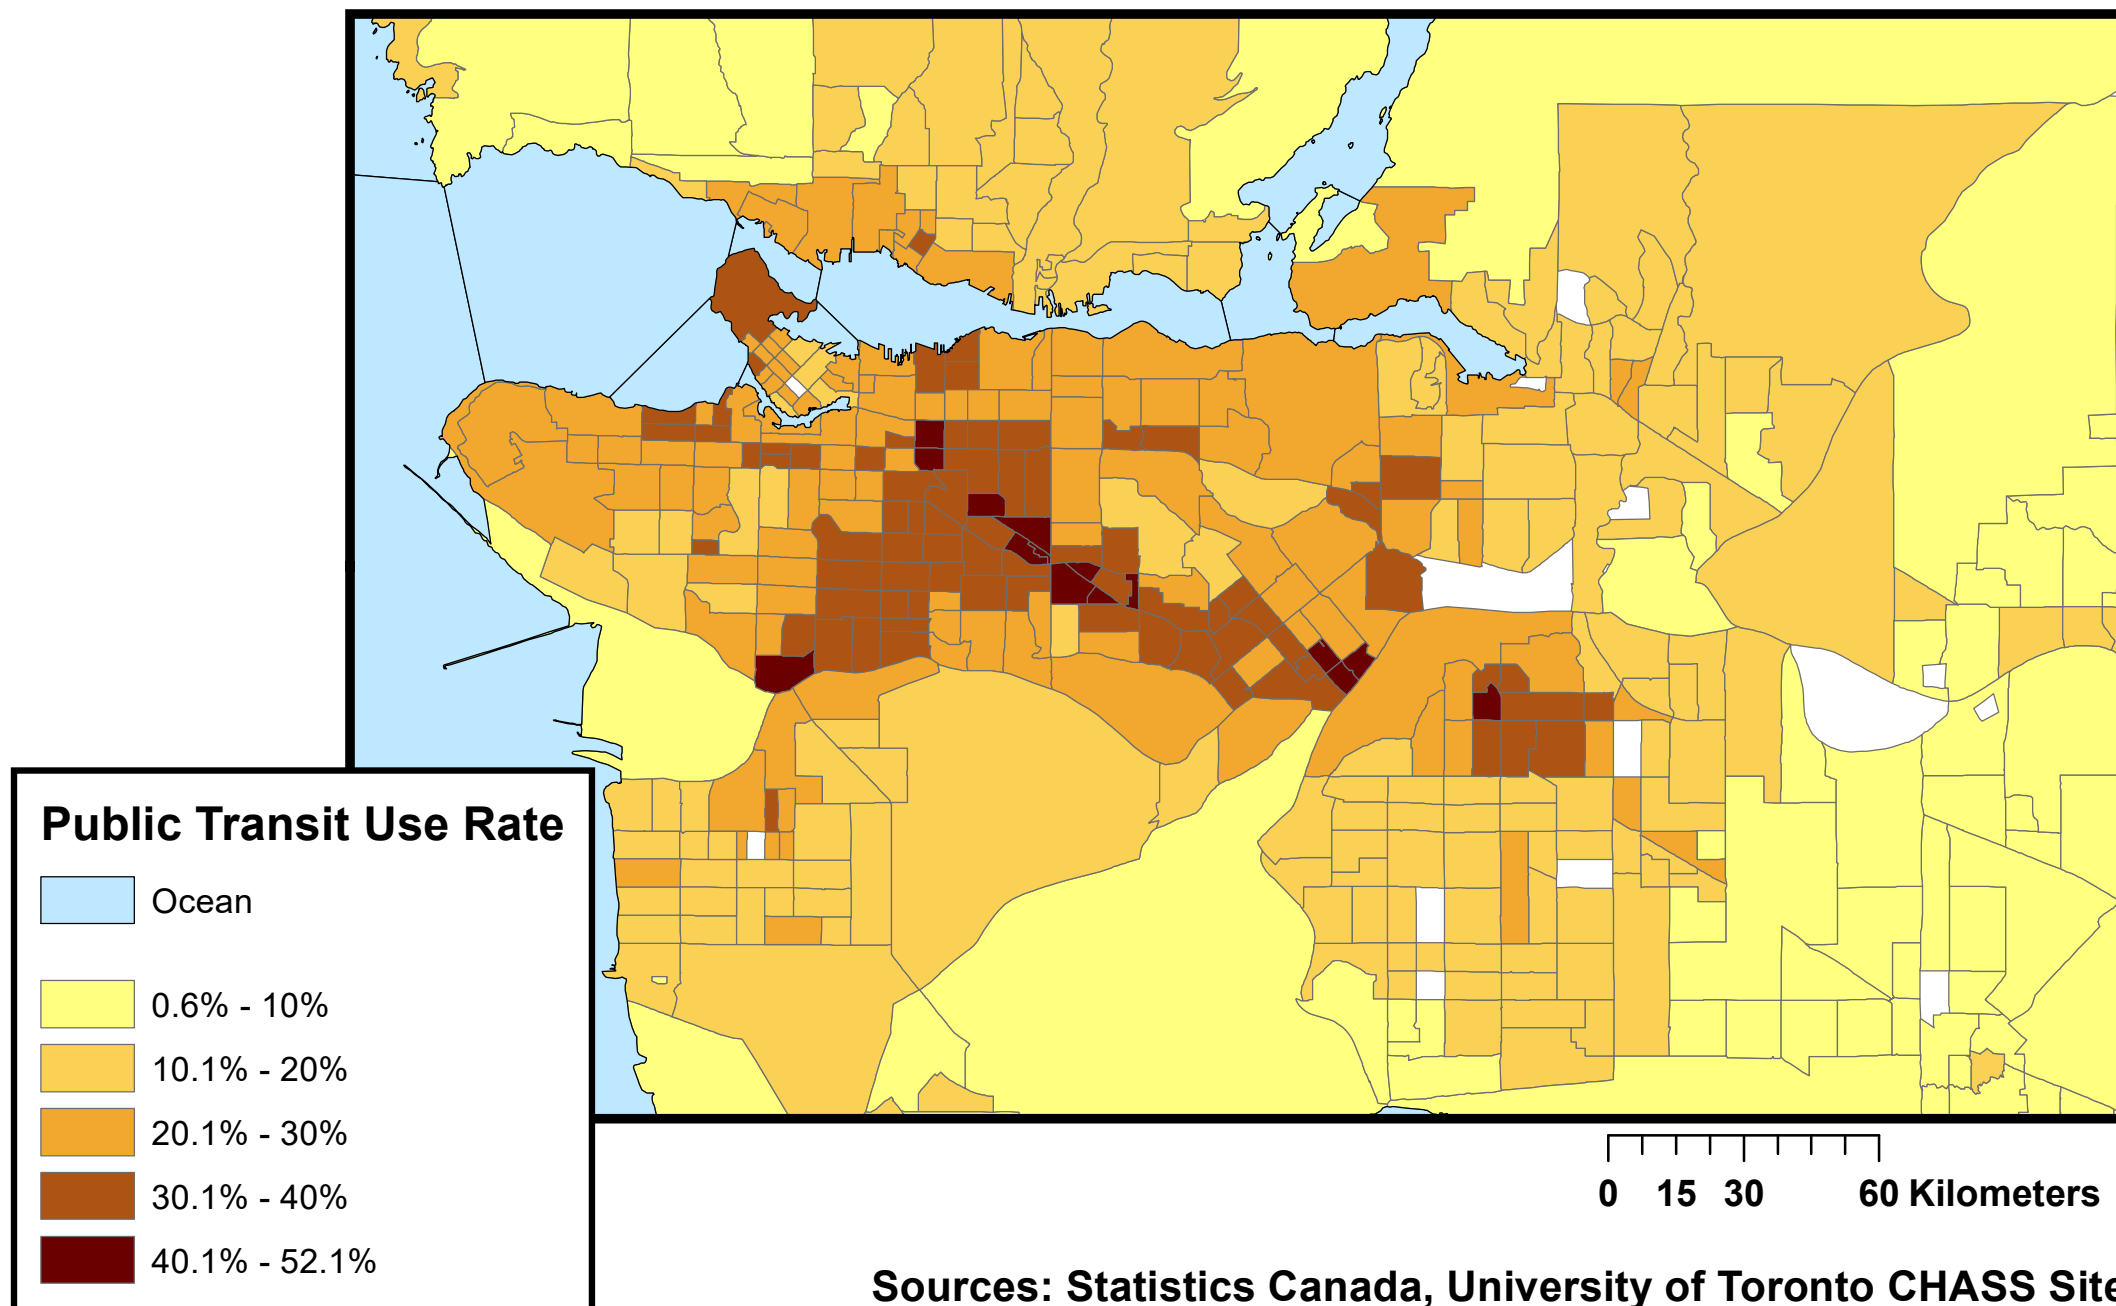 Public Transit Use Rate
Ocean
0.6% - 10%
10.1% - 20%
20.1% - 30%
30.1% - 40%
40.1% - 52.1%
0 15 30 60 Kilometers
Sources: Statistics Canada, University of Toronto CHASS Site